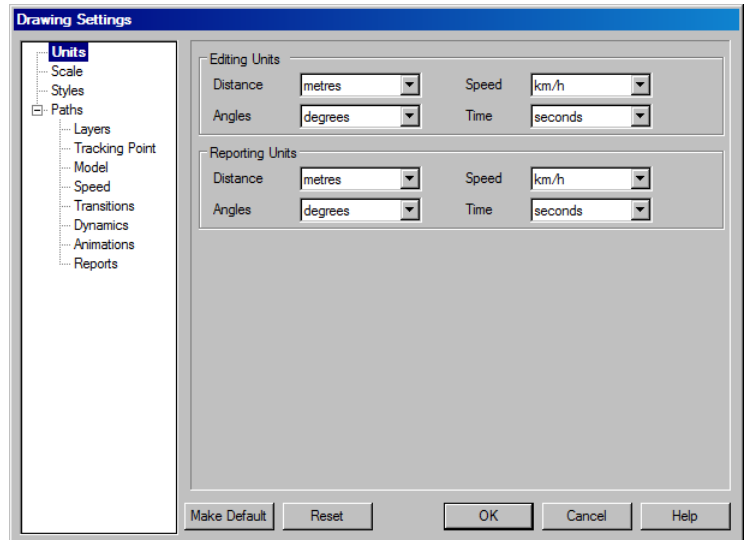 Drawing Settings
Units
Scale
Styles
Paths
Layers
Tracking Point
Model
Speed
Transitions
Dynamics
Animations
Reports
Editing Units
Distance metres Speed km/h
Angles degrees Time seconds
Reporting Units
Distance metres Speed km/h
Angles degrees Time seconds
Make Default Reset OK Cancel Help